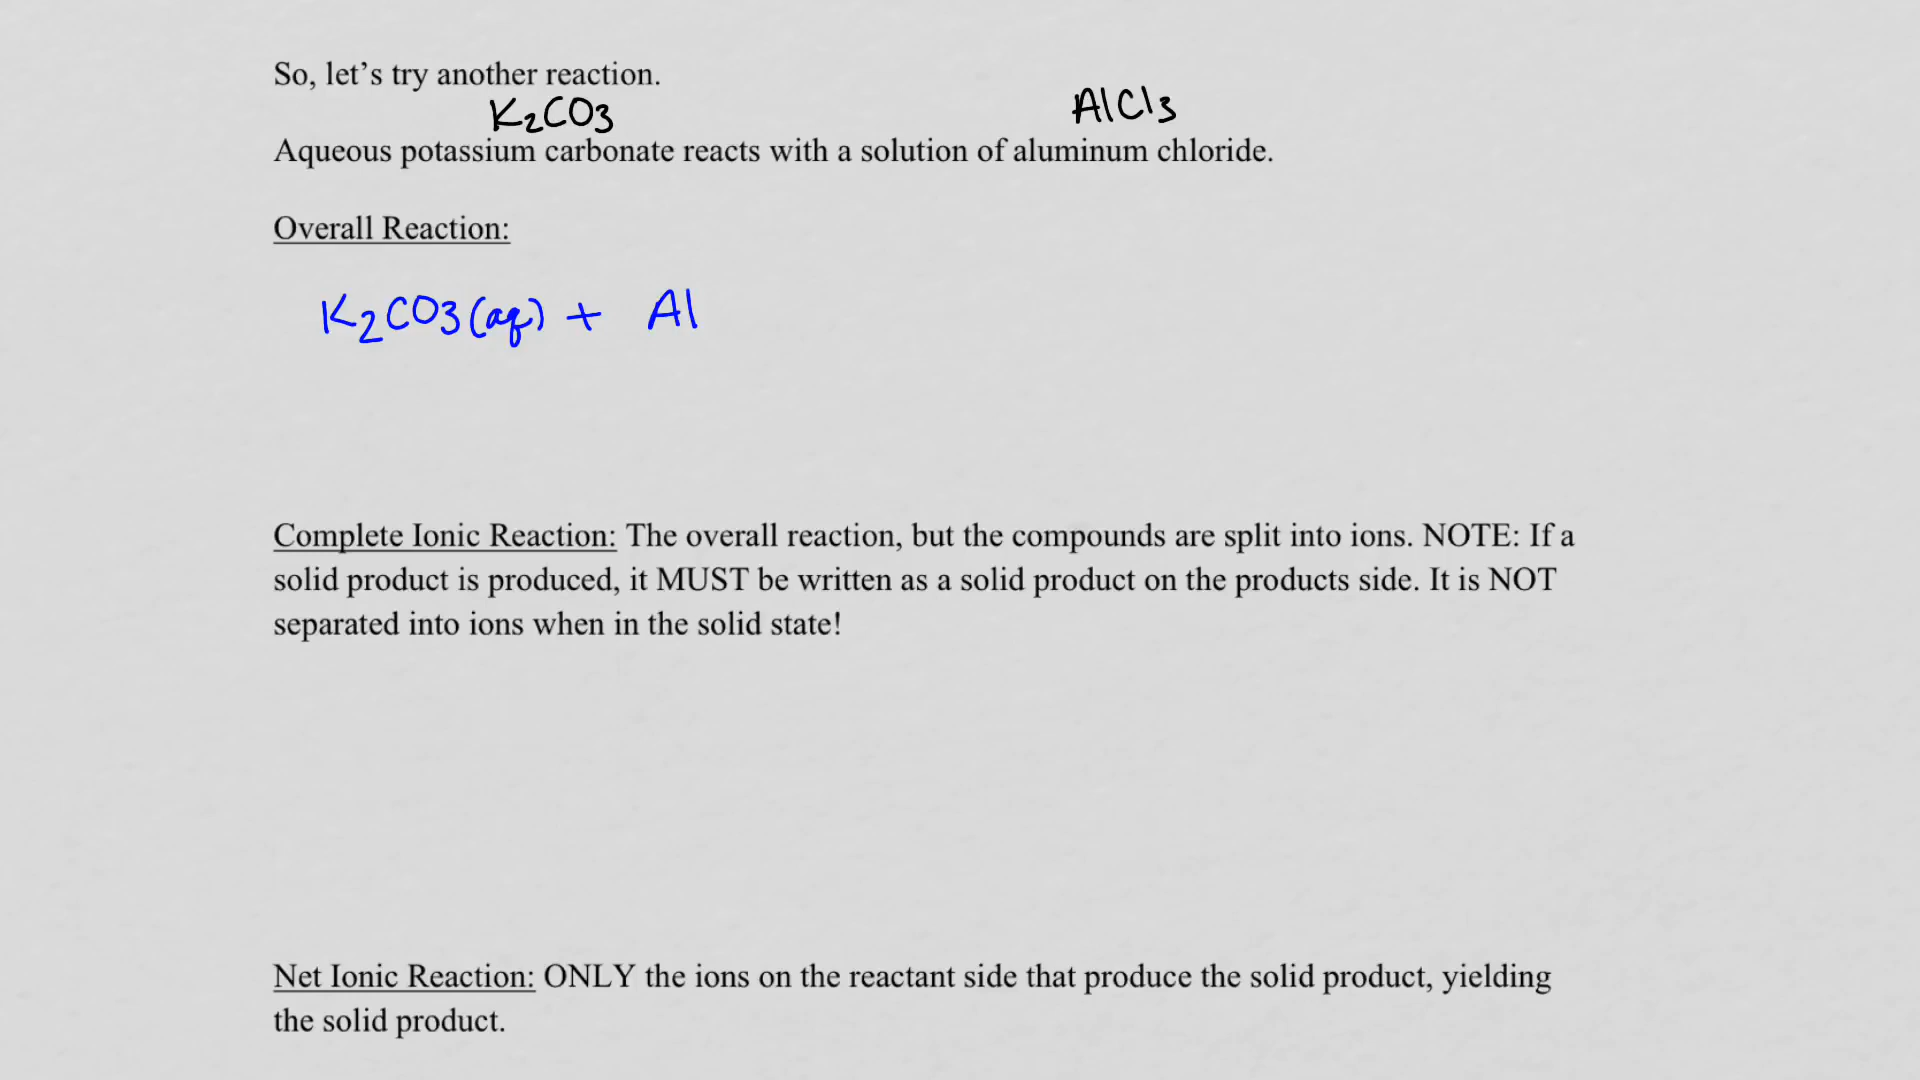 So, let’s try another reaction.
K2CO3 AlCl3
Aqueous potassium carbonate reacts with a solution of aluminum chloride.
Overall Reaction:
K2CO3(aq) + Al
Complete Ionic Reaction: The overall reaction, but the compounds are split into ions. NOTE: If a
solid product is produced, it MUST be written as a solid product on the products side. It is NOT
separated into ions when in the solid state!
Net Ionic Reaction: ONLY the ions on the reactant side that produce the solid product, yielding
the solid product.